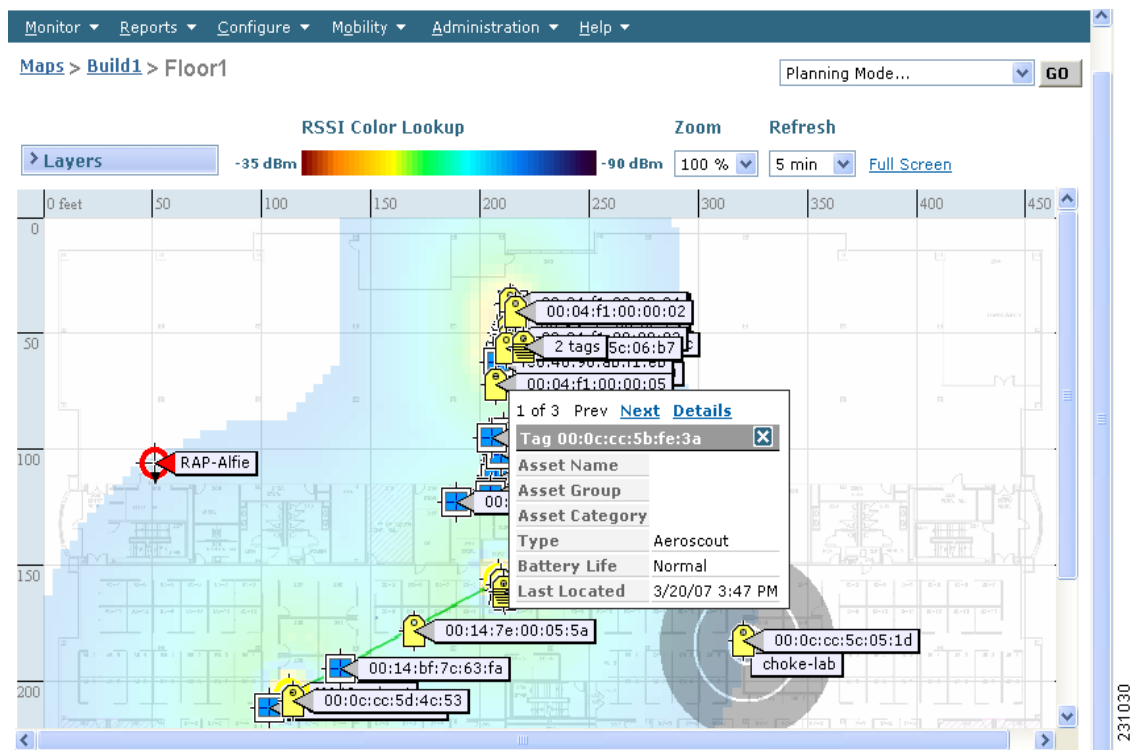 Monitor Reports Configure Mobility Administration Help
Maps > Build1 > Floor1
Planning Mode... GO
RSSI Color Lookup Zoom Refresh
Layers -35 dBm -90 dBm 100 % 5 min Full Screen
0 feet 50 100 150 200 250 300 350 400 450
0
00:04:f1:00:00:02
50
2 tags 5c:06:b7
00:04:f1:00:00:05
1 of 3 Prev Next Details
Tag 00:0c:cc:5b:fe:3a
100
RAP-Alfie
Asset Name
Asset Group
00:
Asset Category
Type Aeroscout
Battery Life Normal
150
Last Located 3/20/07 3:47 PM
00:14:7e:00:05:5a
00:0c:cc:5c:05:1d
choke-lab
00:14:bf:7c:63:fa
200
00:0c:cc:5d:4c:53
231030